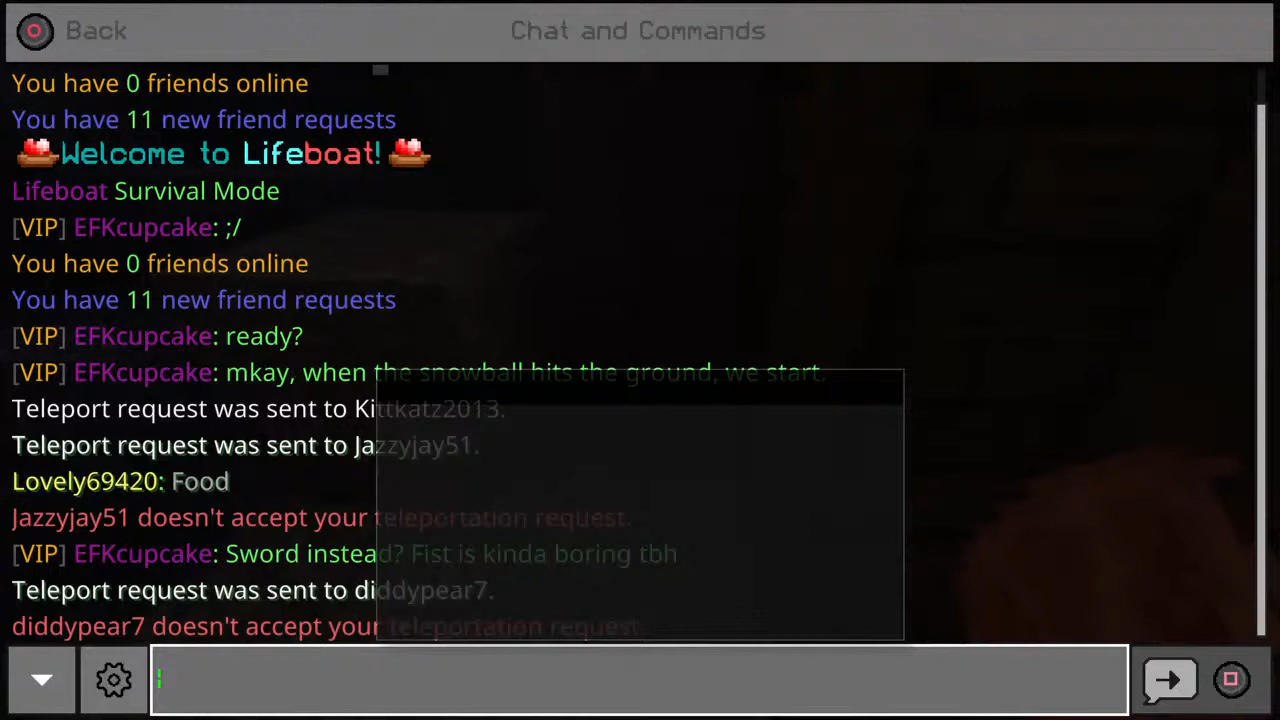 Back
Chat and Commands
You have 0 friends online
You have 11 new friend requests
Welcome to Lifeboat!
Lifeboat Survival Mode
[VIP] EFKcupcake: ;/
You have 0 friends online
You have 11 new friend requests
[VIP] EFKcupcake: ready?
[VIP] EFKcupcake: mkay, when the snowball hits the ground, we start.
Teleport request was sent to Kittkatz2013.
Teleport request was sent to Jazzyjay51.
Lovely69420: Food
Jazzyjay51 doesn't accept your teleportation request.
[VIP] EFKcupcake: Sword instead? Fist is kinda boring tbh
Teleport request was sent to diddypear7.
diddypear7 doesn't accept your teleportation request.